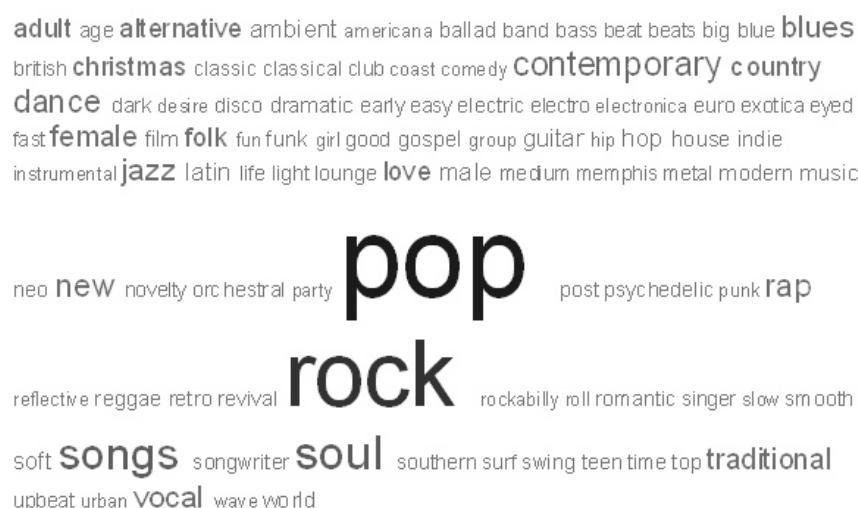 adult age alternative ambient americana ballad band bass beat beats big blue blues
british christmas classic classical club coast comedy contemporary country
dance dark desire disco dramatic early easy electric electro electronica euro exotica eyed
fast female film folk fun funk girl good gospel group guitar hip hop house indie
instrumental jazz latin life light lounge love male medium memphis metal modern music
neo new novelty orchestral party pop post psychedelic punk rap
reflective reggae retro revival rock rockabilly roll romantic singer slow smooth
soft songs songwriter soul southern surf swing teen time top traditional
upbeat urban vocal wave world